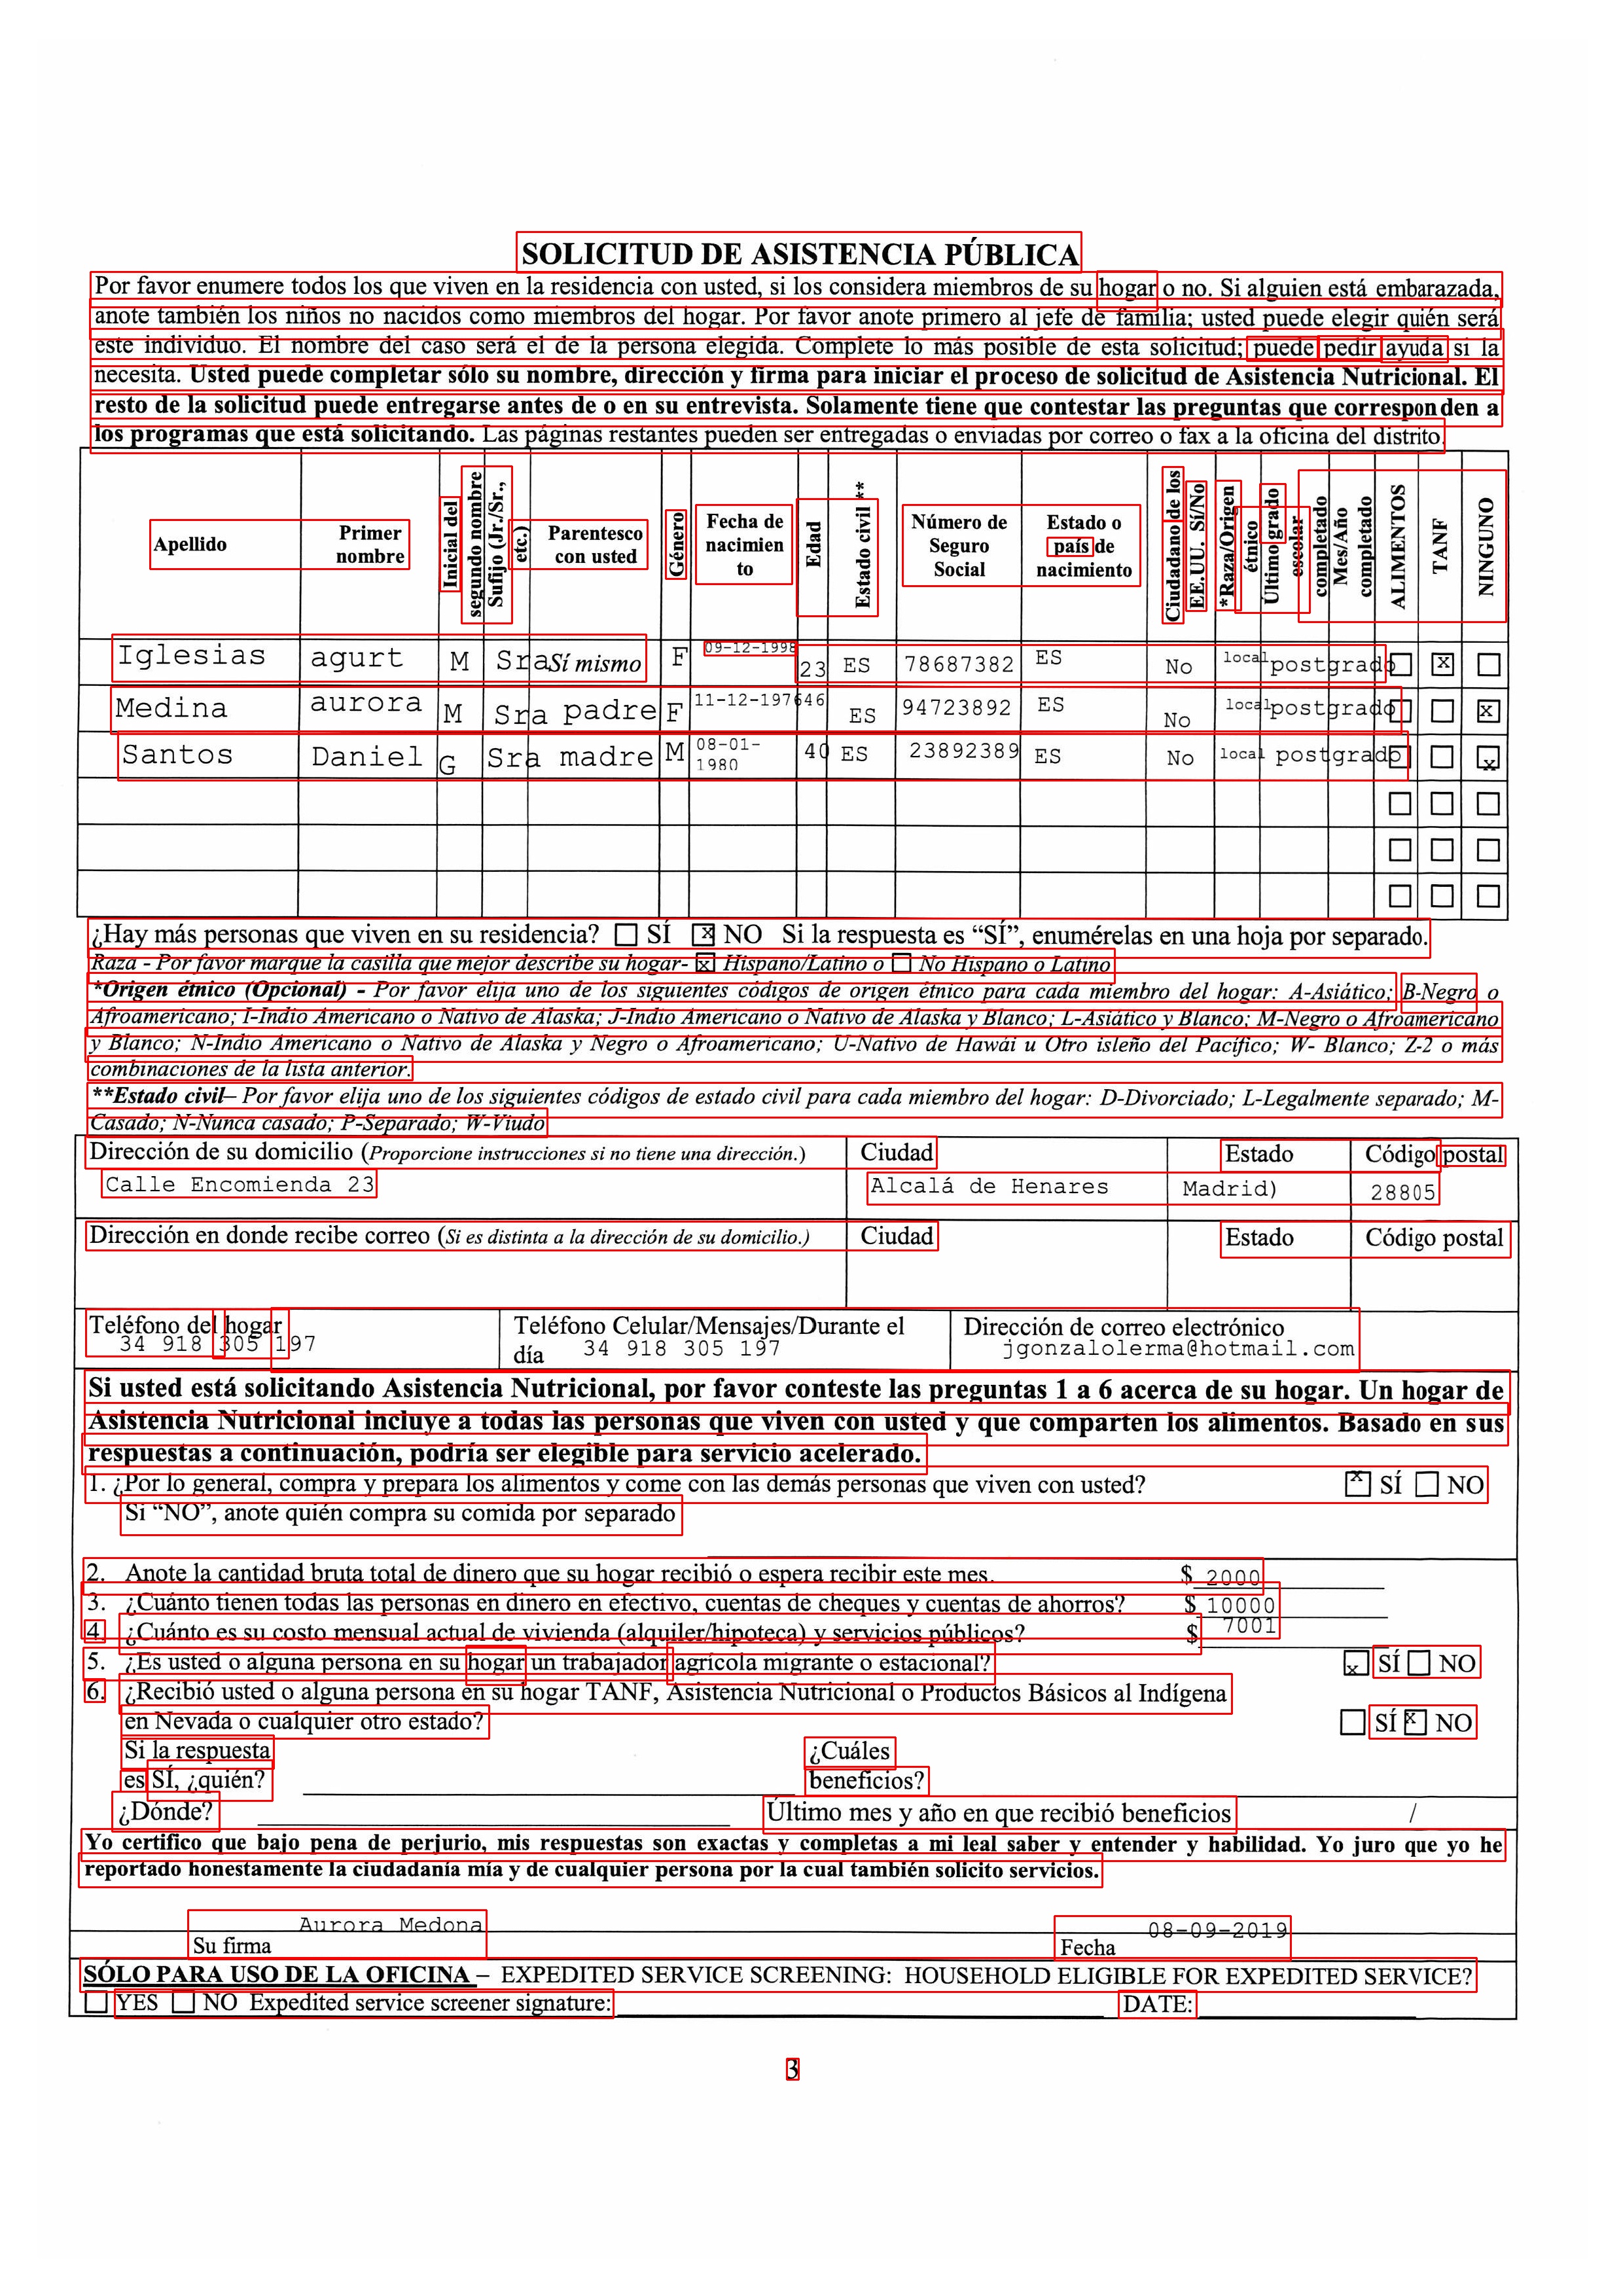 SOLICITUD DE ASISTENCIA PÚBLICA
Por favor enumere todos los que viven en la residencia con usted, si los considera miembros de su hogar o no. Si alguien está embarazada,
anote también los niños no nacidos como miembros del hogar. Por favor anote primero al jefe de familia; usted puede elegir quién será
este individuo. El nombre del caso será el de la persona elegida. Complete lo más posible de esta solicitud; puede pedir ayuda si la
necesita. Usted puede completar sólo su nombre, dirección y firma para iniciar el proceso de solicitud de Asistencia Nutricional. El
resto de la solicitud puede entregarse antes de o en su entrevista. Solamente tiene que contestar las preguntas que corresponden a
los programas que está solicitando. Las páginas restantes pueden ser entregadas o enviadas por correo o fax a la oficina del distrito.
Apellido
Primer
nombre
Inicial del
segundo nombre
Sufijo (Jr./Sr.,
etc.)
Parentesco
con usted
Género
Fecha de
nacimien
to
Edad
Estado civil **
Número de
Seguro
Social
Estado o
país de
nacimiento
Ciudadano de los
EE.UU. Sí/No
*Raza/Origen
étnico
Último grado
escolar
completado
Mes/Año
completado
ALIMENTOS
TANF
NINGUNO
Iglesias agurt M Sra Sí mismo F 09-12-1998 23 ES 78687382 ES No local postgrado x
Medina aurora M Sra padre F 11-12-1976 46 ES 94723892 ES No local postgrado x
Santos Daniel G Sra madre M 08-01-1980 40 ES 23892389 ES No local postgrado x
¿Hay más personas que viven en su residencia? SÍ x NO Si la respuesta es “SÍ”, enumérelas en una hoja por separado.
Raza - Por favor marque la casilla que mejor describe su hogar- x Hispano/Latino o No Hispano o Latino
*Origen étnico (Opcional) - Por favor elija uno de los siguientes códigos de origen étnico para cada miembro del hogar: A-Asiático; B-Negro o
Afroamericano; I-Indio Americano o Nativo de Alaska; J-Indio Americano o Nativo de Alaska y Blanco; L-Asiático y Blanco; M-Negro o Afroamericano
y Blanco; N-Indio Americano o Nativo de Alaska y Negro o Afroamericano; U-Nativo de Hawái u Otro isleño del Pacífico; W- Blanco; Z-2 o más
combinaciones de la lista anterior.
**Estado civil– Por favor elija uno de los siguientes códigos de estado civil para cada miembro del hogar: D-Divorciado; L-Legalmente separado; M-
Casado; N-Nunca casado; P-Separado; W-Viudo
Dirección de su domicilio (Proporcione instrucciones si no tiene una dirección.) Ciudad Estado Código postal
Calle Encomienda 23 Alcalá de Henares Madrid) 28805
Dirección en donde recibe correo (Si es distinta a la dirección de su domicilio.) Ciudad Estado Código postal
Teléfono del hogar
34 918 305 197
Teléfono Celular/Mensajes/Durante el
día 34 918 305 197
Dirección de correo electrónico
jgonzalolerma@hotmail.com
Si usted está solicitando Asistencia Nutricional, por favor conteste las preguntas 1 a 6 acerca de su hogar. Un hogar de
Asistencia Nutricional incluye a todas las personas que viven con usted y que comparten los alimentos. Basado en sus
respuestas a continuación, podría ser elegible para servicio acelerado.
1. ¿Por lo general, compra y prepara los alimentos y come con las demás personas que viven con usted? x SÍ NO
Si “NO”, anote quién compra su comida por separado
2. Anote la cantidad bruta total de dinero que su hogar recibió o espera recibir este mes. $ 2000
3. ¿Cuánto tienen todas las personas en dinero en efectivo, cuentas de cheques y cuentas de ahorros? $ 10000
4. ¿Cuánto es su costo mensual actual de vivienda (alquiler/hipoteca) y servicios públicos? $ 7001
5. ¿Es usted o alguna persona en su hogar un trabajador agrícola migrante o estacional? x SÍ NO
6. ¿Recibió usted o alguna persona en su hogar TANF, Asistencia Nutricional o Productos Básicos al Indígena
en Nevada o cualquier otro estado? SÍ x NO
Si la respuesta ¿Cuáles
es SÍ, ¿quién? beneficios?
¿Dónde? Último mes y año en que recibió beneficios /
Yo certifico que bajo pena de perjurio, mis respuestas son exactas y completas a mi leal saber y entender y habilidad. Yo juro que yo he
reportado honestamente la ciudadanía mía y de cualquier persona por la cual también solicito servicios.
Aurora Medona 08-09-2019
Su firma Fecha
SÓLO PARA USO DE LA OFICINA – EXPEDITED SERVICE SCREENING: HOUSEHOLD ELIGIBLE FOR EXPEDITED SERVICE?
YES NO Expedited service screener signature: DATE:
3